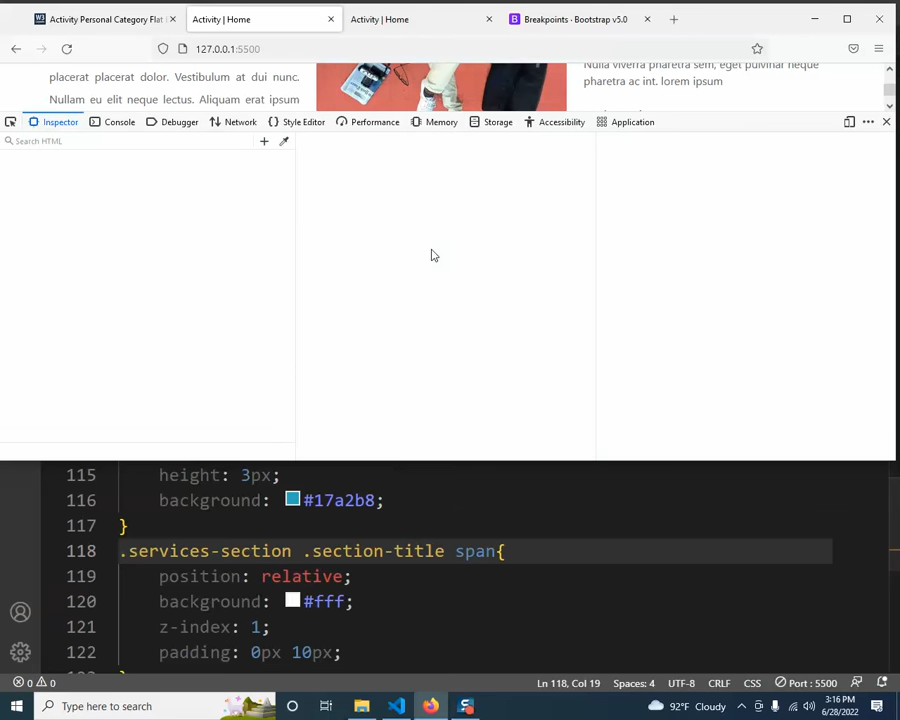 Activity Personal Category Flat
Activity | Home
Activity | Home
Breakpoints · Bootstrap v5.0
127.0.0.1:5500
placerat placerat dolor. Vestibulum at dui nunc.
Nullam eu elit neque lectus. Aliquam erat ipsum
Nulla viverra pharetra sem, eget pulvinar neque
pharetra ac int. lorem ipsum
Inspector
Console
Debugger
Network
Style Editor
Performance
Memory
Storage
Accessibility
Application
Search HTML
115 height: 3px;
116 background: #17a2b8;
117 }
118 .services-section .section-title span{
119 position: relative;
120 background: #fff;
121 z-index: 1;
122 padding: 0px 10px;
0 0
Ln 118, Col 19 Spaces: 4 UTF-8 CRLF CSS Port : 5500
Type here to search
92°F Cloudy
3:16 PM
6/28/2022